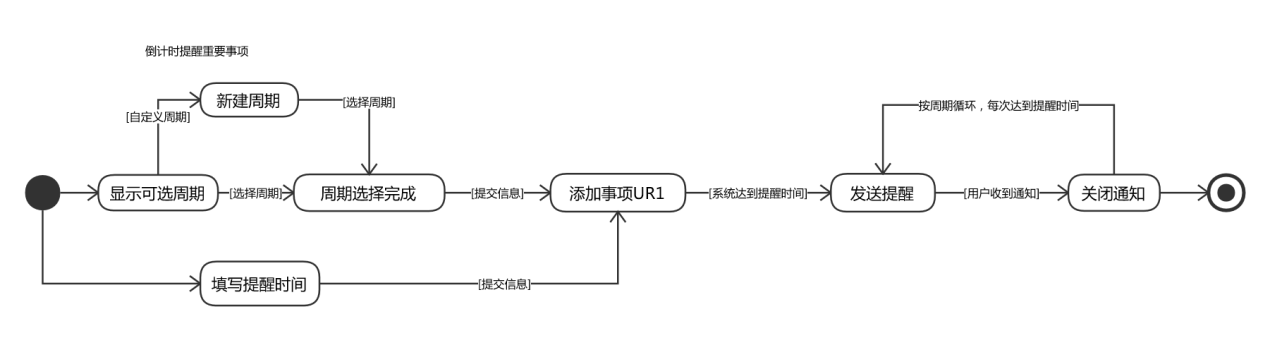 倒计时提醒重要事项
新建周期
[选择周期]
[自定义周期]
按周期循环，每次达到提醒时间
显示可选周期
[选择周期]
周期选择完成
[提交信息]
添加事项UR1
[系统达到提醒时间]
发送提醒
[用户收到通知]
关闭通知
填写提醒时间
[提交信息]